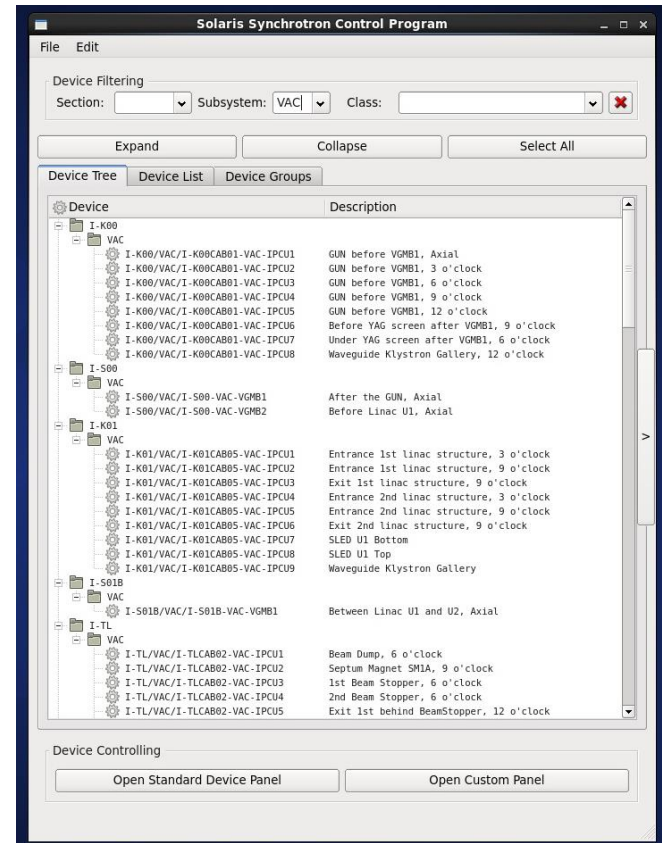 Solaris Synchrotron Control Program
File Edit
Device Filtering
Section: Subsystem: VAC Class:
Expand Collapse Select All
Device Tree Device List Device Groups
Device Description
I-K00
VAC
I-K00/VAC/I-K00CAB01-VAC-IPCU1 GUN before VGMB1, Axial
I-K00/VAC/I-K00CAB01-VAC-IPCU2 GUN before VGMB1, 3 o'clock
I-K00/VAC/I-K00CAB01-VAC-IPCU3 GUN before VGMB1, 6 o'clock
I-K00/VAC/I-K00CAB01-VAC-IPCU4 GUN before VGMB1, 9 o'clock
I-K00/VAC/I-K00CAB01-VAC-IPCU5 GUN before VGMB1, 12 o'clock
I-K00/VAC/I-K00CAB01-VAC-IPCU6 Before YAG screen after VGMB1, 9 o'clock
I-K00/VAC/I-K00CAB01-VAC-IPCU7 Under YAG screen after VGMB1, 6 o'clock
I-K00/VAC/I-K00CAB01-VAC-IPCU8 Waveguide Klystron Gallery, 12 o'clock
I-S00
VAC
I-S00/VAC/I-S00-VAC-VGMB1 After the GUN, Axial
I-S00/VAC/I-S00-VAC-VGMB2 Before Linac U1, Axial
I-K01
VAC
I-K01/VAC/I-K01CAB05-VAC-IPCU1 Entrance 1st linac structure, 3 o'clock
I-K01/VAC/I-K01CAB05-VAC-IPCU2 Entrance 1st linac structure, 9 o'clock
I-K01/VAC/I-K01CAB05-VAC-IPCU3 Exit 1st linac structure, 9 o'clock
I-K01/VAC/I-K01CAB05-VAC-IPCU4 Entrance 2nd linac structure, 3 o'clock
I-K01/VAC/I-K01CAB05-VAC-IPCU5 Entrance 2nd linac structure, 9 o'clock
I-K01/VAC/I-K01CAB05-VAC-IPCU6 Exit 2nd linac structure, 9 o'clock
I-K01/VAC/I-K01CAB05-VAC-IPCU7 SLED U1 Bottom
I-K01/VAC/I-K01CAB05-VAC-IPCU8 SLED U1 Top
I-K01/VAC/I-K01CAB05-VAC-IPCU9 Waveguide Klystron Gallery
I-S01B
VAC
I-S01B/VAC/I-S01B-VAC-VGMB1 Between Linac U1 and U2, Axial
I-TL
VAC
I-TL/VAC/I-TLCAB02-VAC-IPCU1 Beam Dump, 6 o'clock
I-TL/VAC/I-TLCAB02-VAC-IPCU2 Septum Magnet SM1A, 9 o'clock
I-TL/VAC/I-TLCAB02-VAC-IPCU3 1st Beam Stopper, 6 o'clock
I-TL/VAC/I-TLCAB02-VAC-IPCU4 2nd Beam Stopper, 6 o'clock
I-TL/VAC/I-TLCAB02-VAC-IPCU5 Exit 1st behind BeamStopper, 12 o'clock
>
Device Controlling
Open Standard Device Panel Open Custom Panel